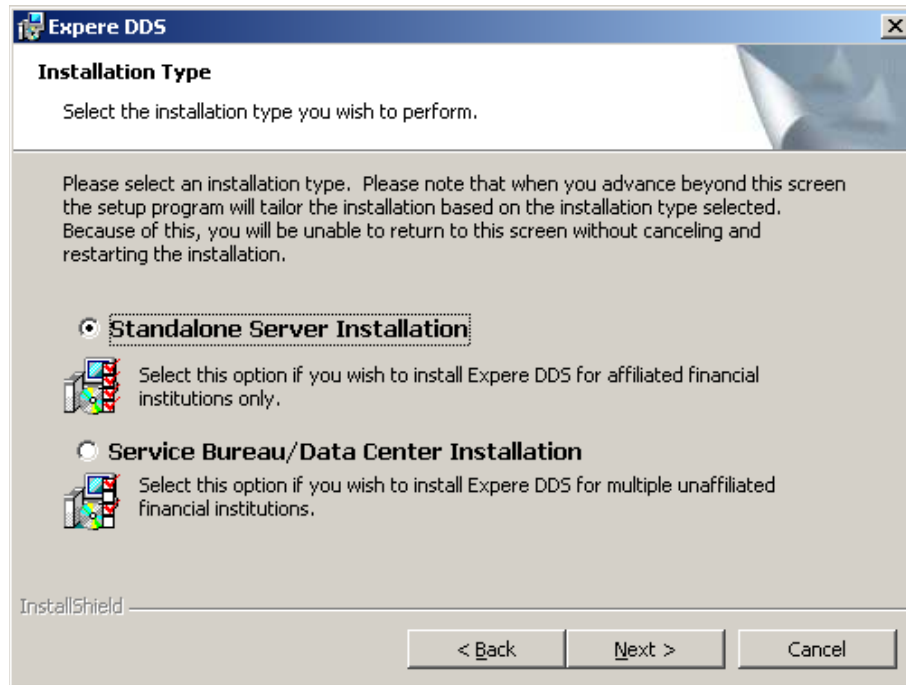 Expere DDS
Installation Type
Select the installation type you wish to perform.
Please select an installation type.  Please note that when you advance beyond this screen
the setup program will tailor the installation based on the installation type selected.
Because of this, you will be unable to return to this screen without canceling and
restarting the installation.
Standalone Server Installation
Select this option if you wish to install Expere DDS for affiliated financial
institutions only.
Service Bureau/Data Center Installation
Select this option if you wish to install Expere DDS for multiple unaffiliated
financial institutions.
InstallShield
< Back
Next >
Cancel